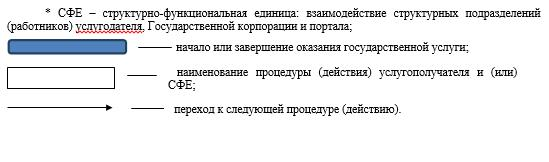 * СФЕ – структурно-функциональная единица: взаимодействие структурных подразделений
(работников) услугодателя, Государственной корпорации и портала;
начало или завершение оказания государственной услуги;
наименование процедуры (действия) услугополучателя и (или)
СФЕ;
переход к следующей процедуре (действию).